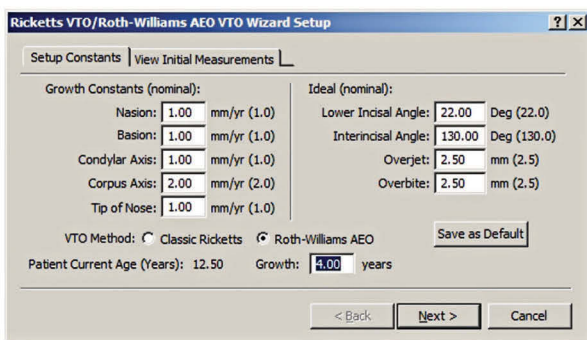 Ricketts VTO/Roth-Williams AEO VTO Wizard Setup
Setup Constants View Initial Measurements
Growth Constants (nominal):
Nasion: 1.00 mm/yr (1.0)
Basion: 1.00 mm/yr (1.0)
Condylar Axis: 1.00 mm/yr (1.0)
Corpus Axis: 2.00 mm/yr (2.0)
Tip of Nose: 1.00 mm/yr (1.0)
Ideal (nominal):
Lower Incisal Angle: 22.00 Deg (22.0)
Interincisal Angle: 130.00 Deg (130.0)
Overjet: 2.50 mm (2.5)
Overbite: 2.50 mm (2.5)
VTO Method: Classic Ricketts Roth-Williams AEO
Save as Default
Patient Current Age (Years): 12.50 Growth: 4.00 years
< Back Next > Cancel